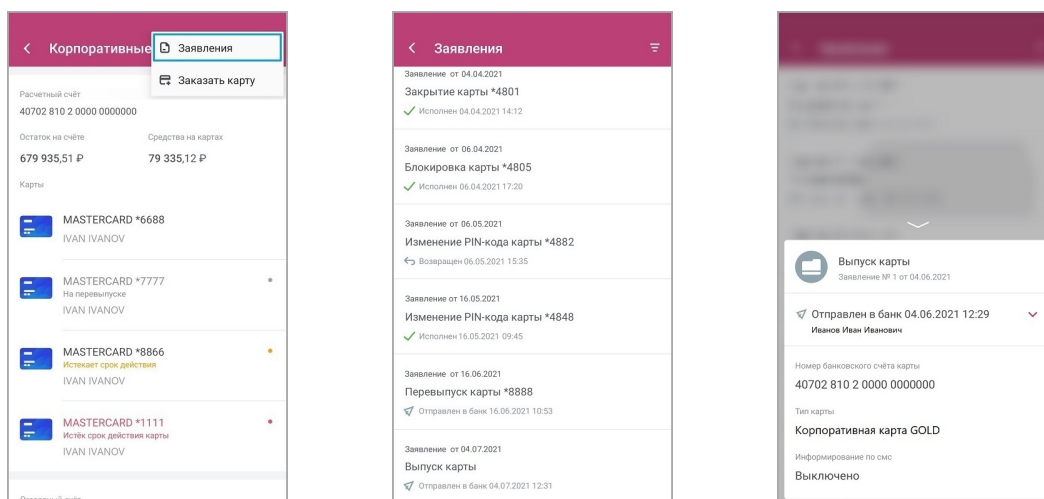 Корпоративные
Заявления
Заказать карту
Расчетный счёт
40702 810 2 0000 0000000
Остаток на счёте
Средства на картах
679 935,51 ₽
79 335,12 ₽
Карты
MASTERCARD *6688
IVAN IVANOV
MASTERCARD *7777
На перевыпуске
IVAN IVANOV
MASTERCARD *8866
Истекает срок действия
IVAN IVANOV
MASTERCARD *1111
Истёк срок действия карты
IVAN IVANOV
Заявления
Заявление от 04.04.2021
Закрытие карты *4801
Исполнен 04.04.2021 14:12
Заявление от 06.04.2021
Блокировка карты *4805
Исполнен 06.04.2021 17:20
Заявление от 06.05.2021
Изменение PIN-кода карты *4882
Возвращен 06.05.2021 15:35
Заявление от 16.05.2021
Изменение PIN-кода карты *4848
Исполнен 16.05.2021 09:45
Заявление от 16.06.2021
Перевыпуск карты *8888
Отправлен в банк 16.06.2021 10:53
Заявление от 04.07.2021
Выпуск карты
Отправлен в банк 04.07.2021 12:31
Выпуск карты
Заявление № 1 от 04.06.2021
Отправлен в банк 04.06.2021 12:29
Иванов Иван Иванович
Номер банковского счёта карты
40702 810 2 0000 0000000
Тип карты
Корпоративная карта GOLD
Информирование по смс
Выключено